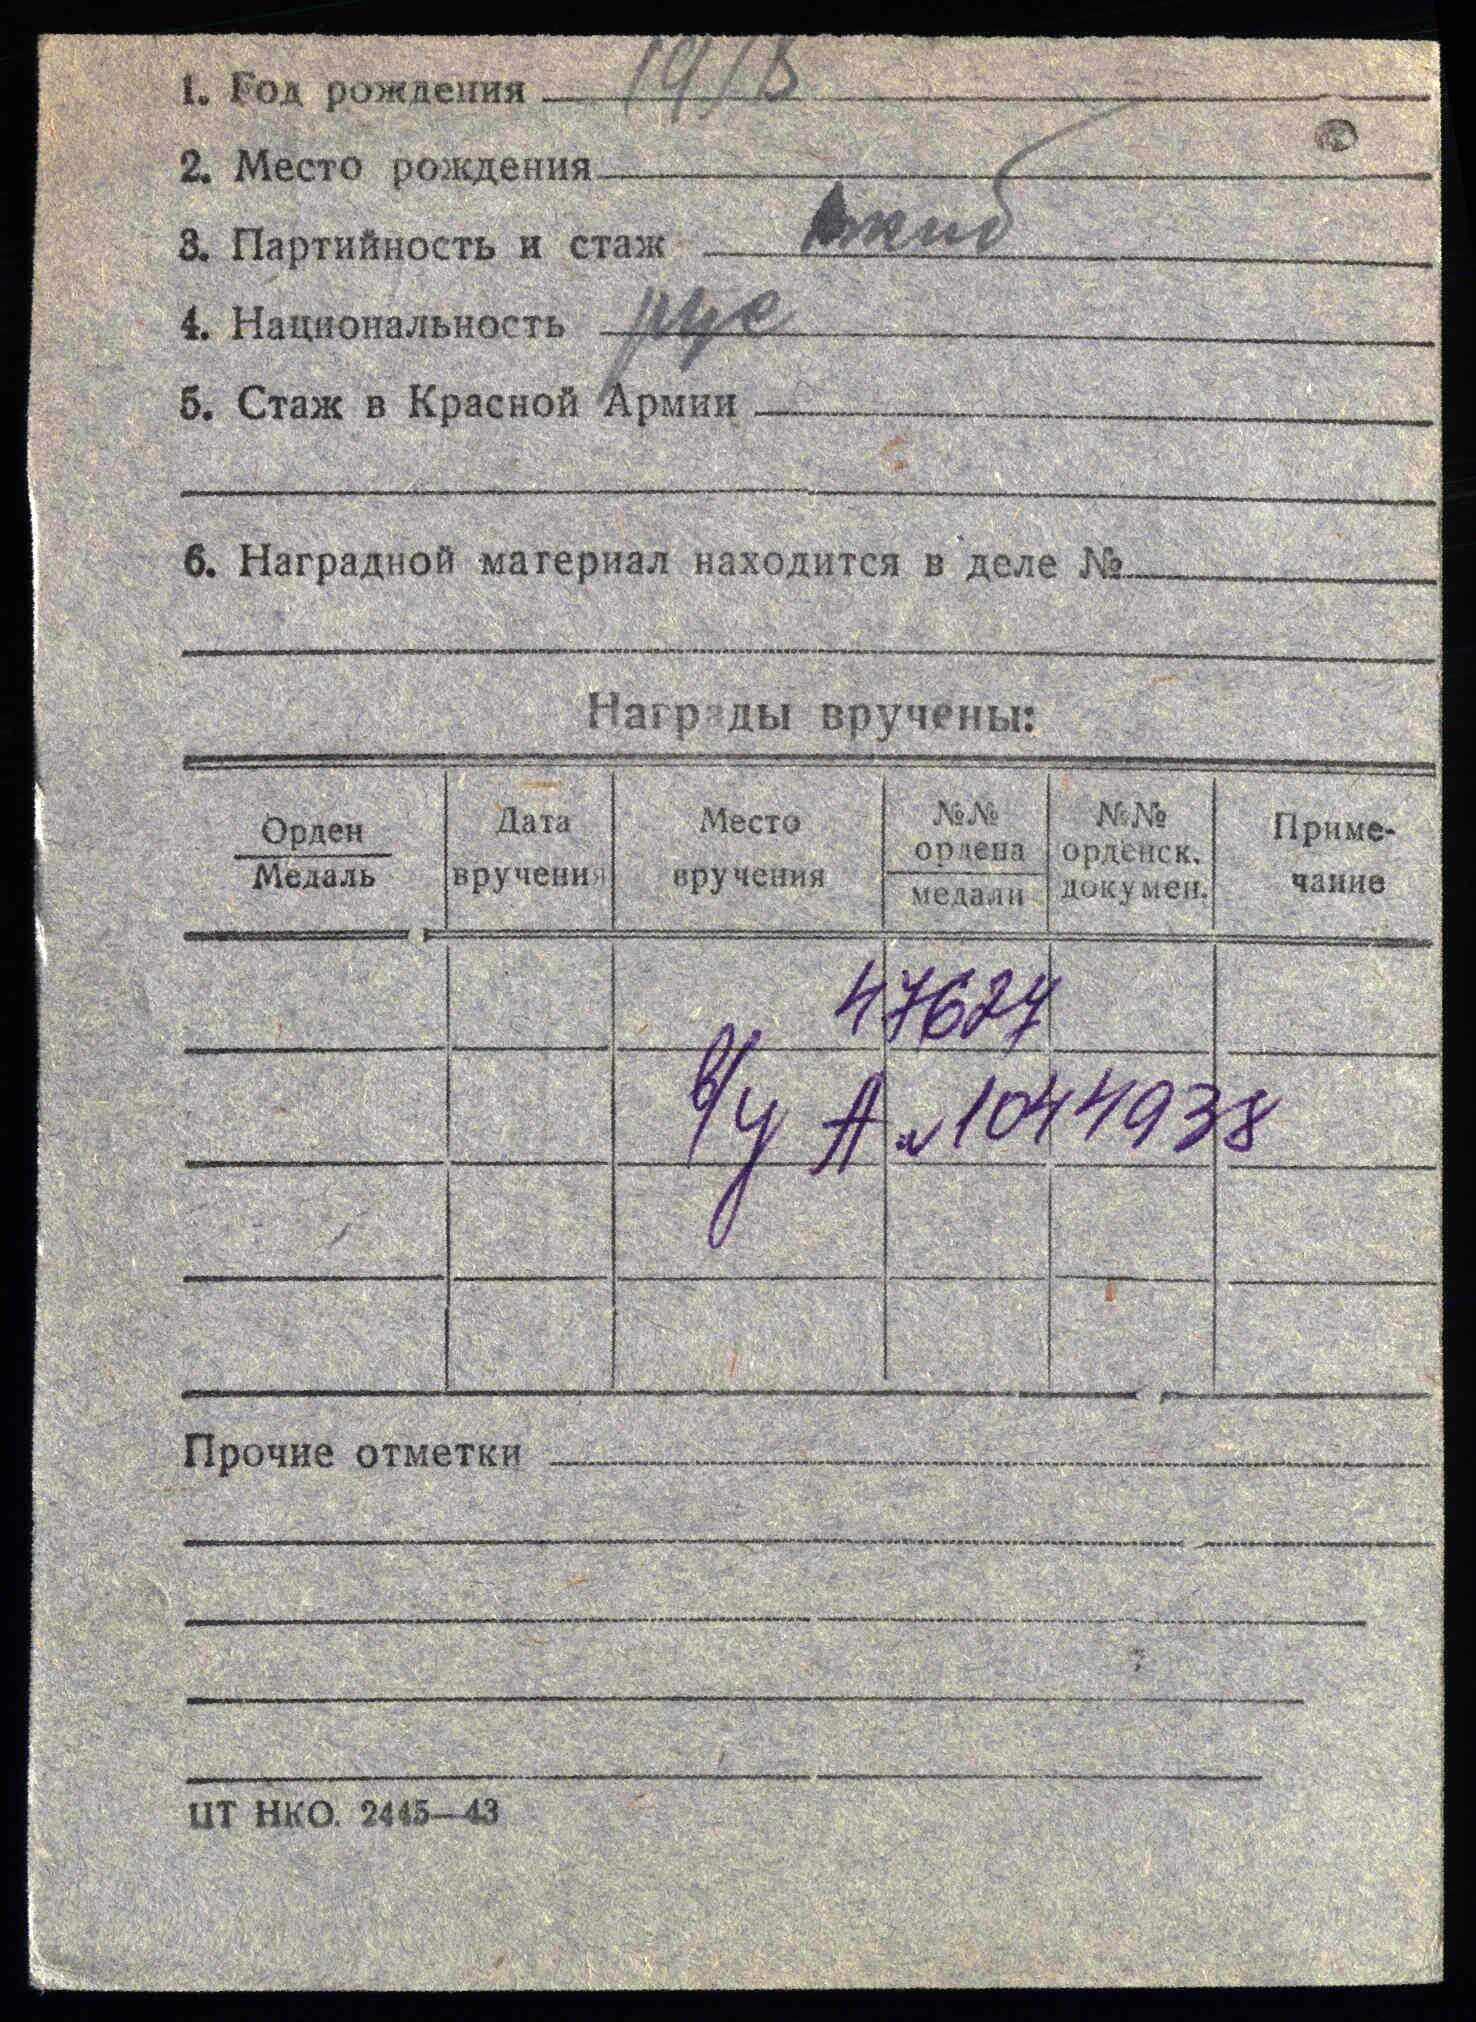 1. Год рождения 1918
2. Место рождения
3. Партийность и стаж
4. Национальность рус
5. Стаж в Красной Армии
6. Наградной материал находится в деле №
Награды вручены:
Орден
Медаль
Дата
вручения
Место
вручения
№№
ордена
медали
№№
орденск.
докумен.
Приме-
чание
47627
в/у А № 1044938
Прочие отметки
ЦТ НКО. 2445—43